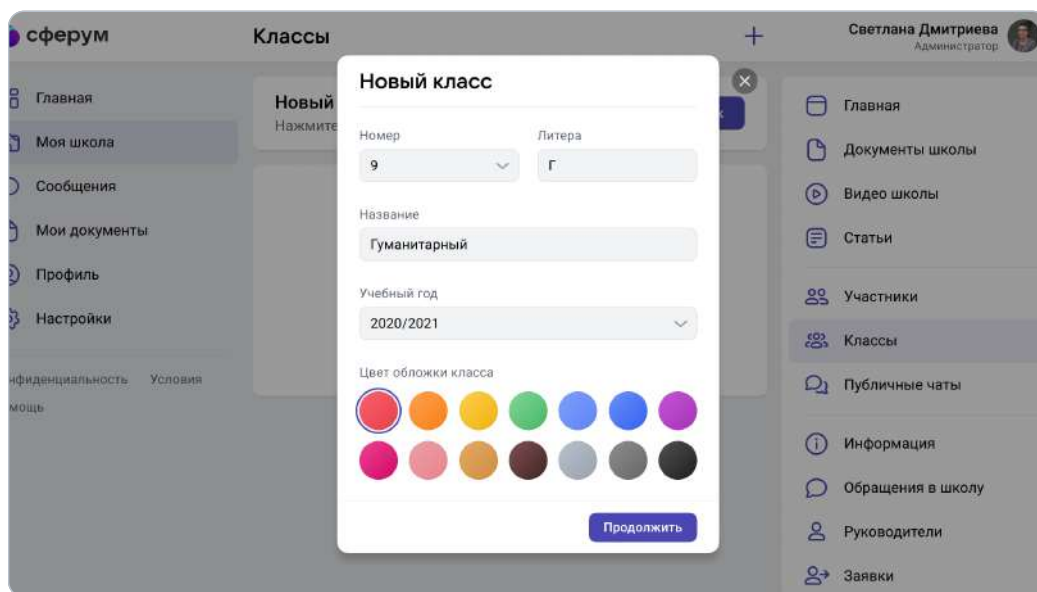 сферум
Классы
Светлана Дмитриева
Администратор
Главная
Моя школа
Сообщения
Мои документы
Профиль
Настройки
Условия
Новый
Нажмите
Новый класс
Номер
Литера
9
Г
Название
Гуманитарный
Учебный год
2020/2021
Цвет обложки класса
Продолжить
Главная
Документы школы
Видео школы
Статьи
Участники
Классы
Публичные чаты
Информация
Обращения в школу
Руководители
Заявки